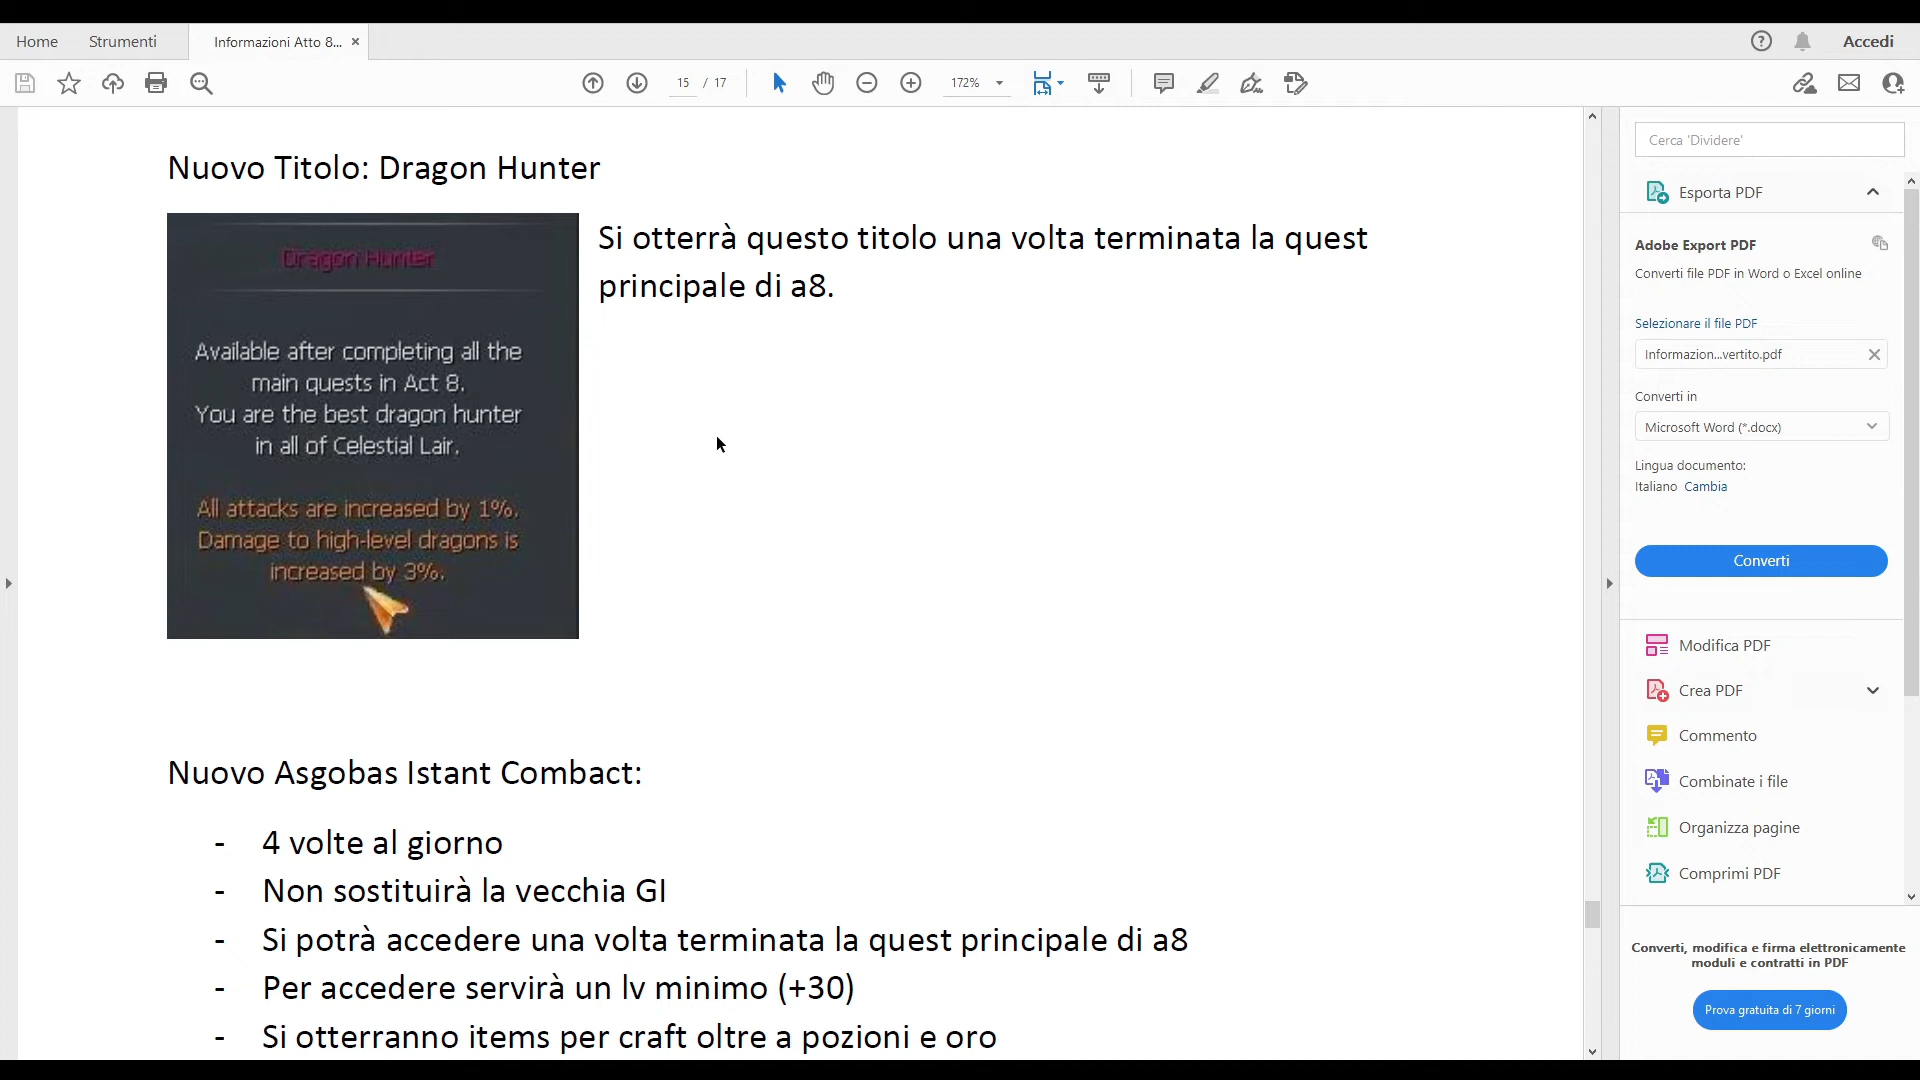 Home
Strumenti
Informazioni Atto 8...
Accedi
15 / 17
172%
Nuovo Titolo: Dragon Hunter
Dragon Hunter
Available after completing all the
main quests in Act 8.
You are the best dragon hunter
in all of Celestial Lair.
All attacks are increased by 1%.
Damage to high-level dragons is
increased by 3%.
Si otterrà questo titolo una volta terminata la quest
principale di a8.
Nuovo Asgobas Istant Combact:
- 4 volte al giorno
- Non sostituirà la vecchia GI
- Si potrà accedere una volta terminata la quest principale di a8
- Per accedere servirà un lv minimo (+30)
- Si otterranno items per craft oltre a pozioni e oro
Cerca 'Dividere'
Esporta PDF
Adobe Export PDF
Converti file PDF in Word o Excel online
Selezionare il file PDF
Informazion...vertito.pdf
Converti in
Microsoft Word (*.docx)
Lingua documento:
Italiano Cambia
Converti
Modifica PDF
Crea PDF
Commento
Combinate i file
Organizza pagine
Comprimi PDF
Converti, modifica e firma elettronicamente
moduli e contratti in PDF
Prova gratuita di 7 giorni